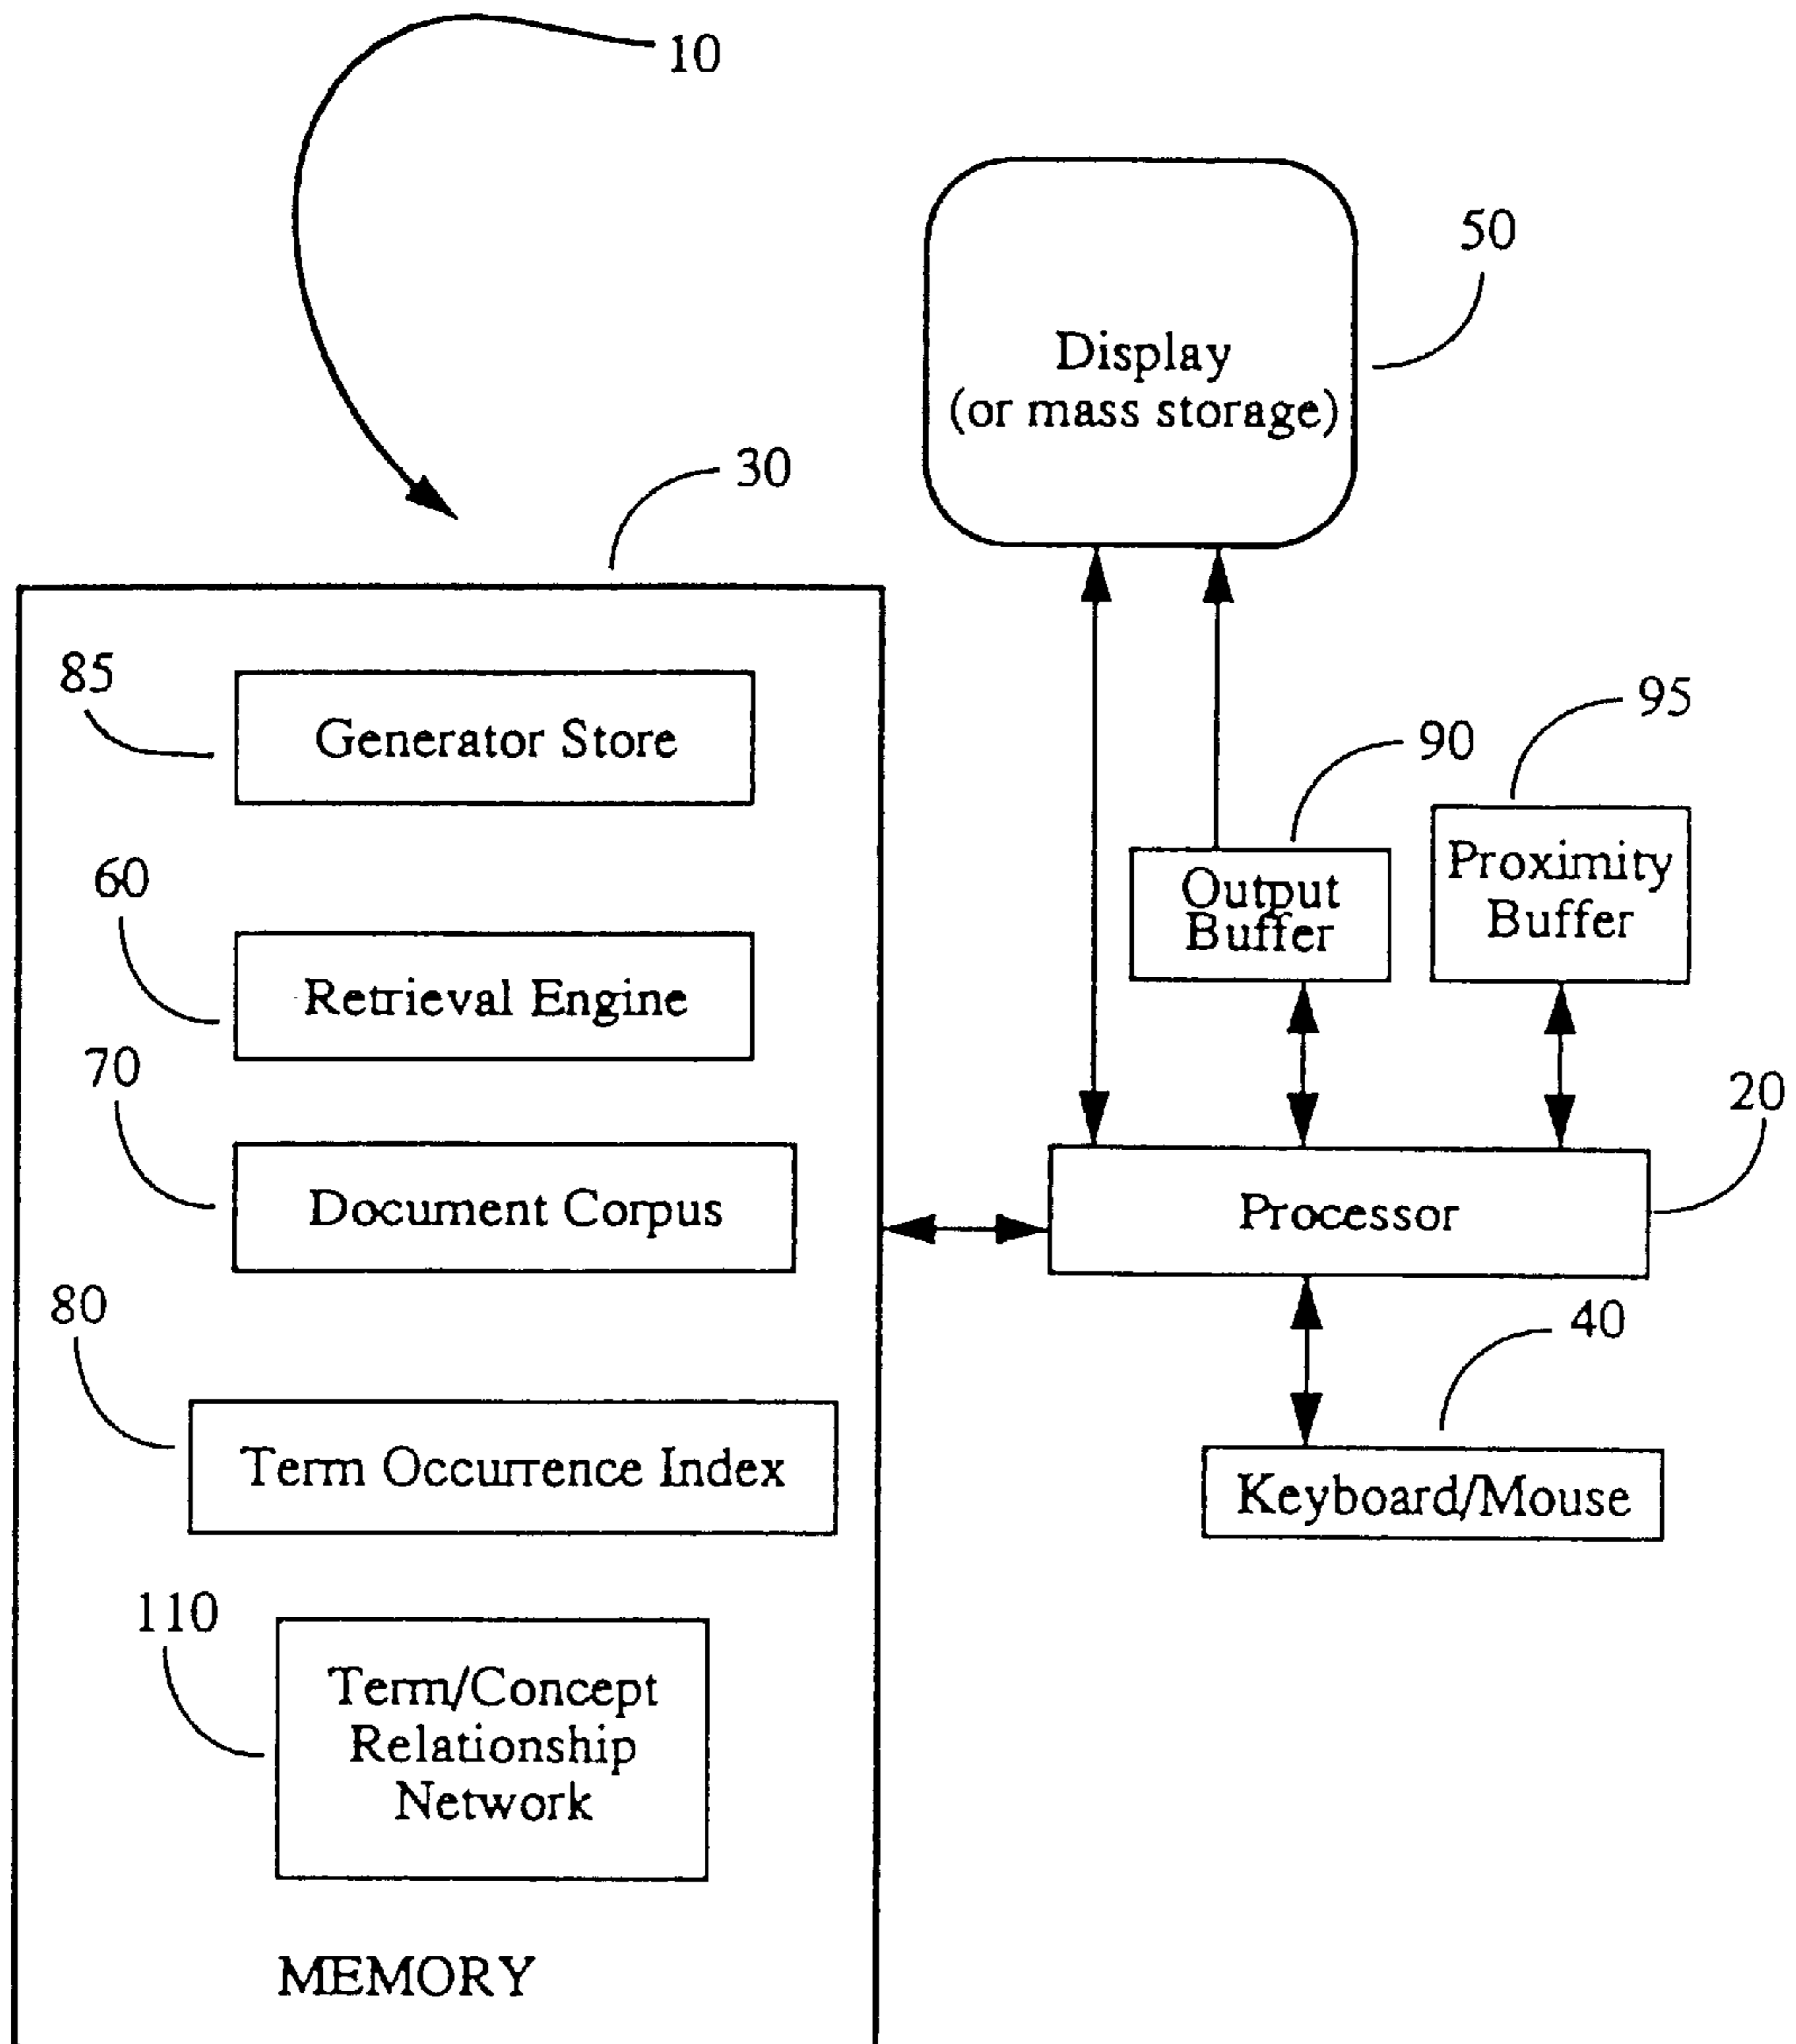 10
50
Display
(or mass storage)
30
85
Generator Store
95
90
Proximity
Buffer
Output
Buffer
60
Retrieval Engine
70
Document Corpus
20
Processor
80
Term Occurrence Index
40
Keyboard/Mouse
110
Term/Concept
Relationship
Network
MEMORY